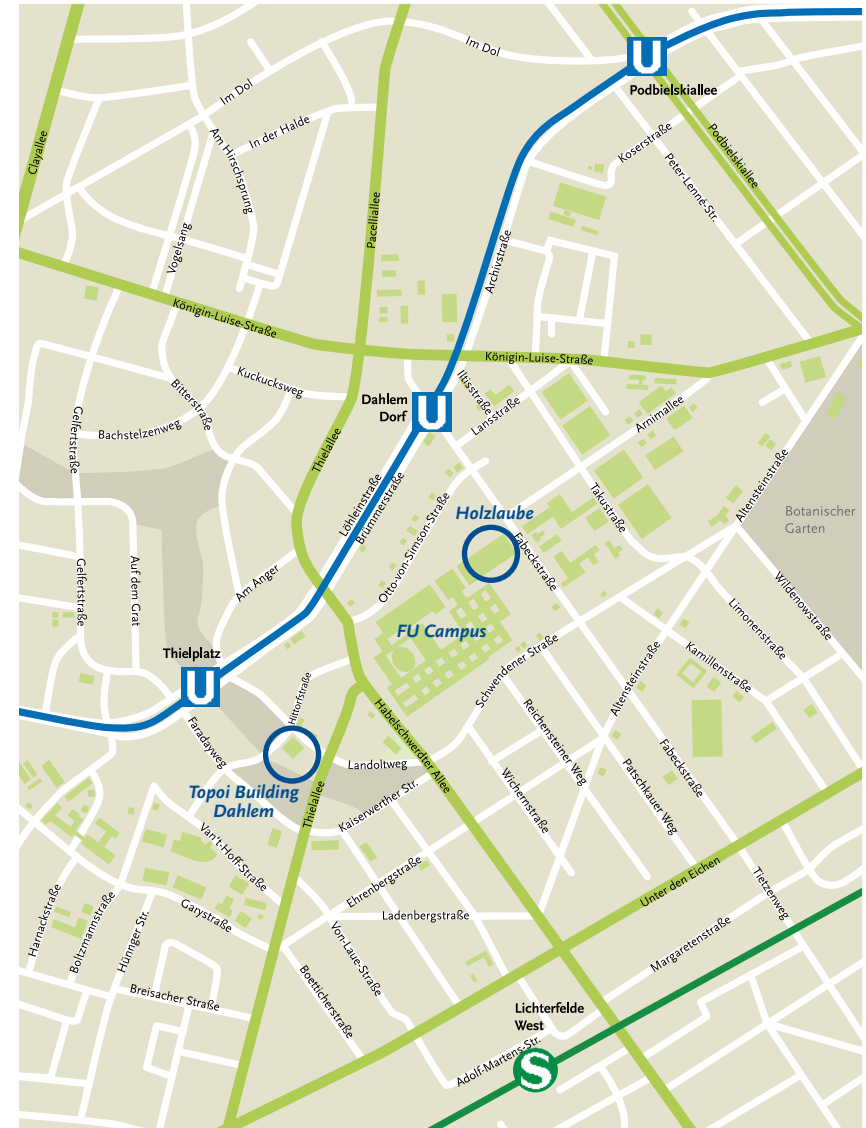 Im Dol
U
Podbielskiallee
Im Dol
In der Halde
Am Hirschsprung
Clayallee
Pacelliallee
Koserstraße
Podbielskiallee
Peter-Lenné-Str.
Vogelsang
Archivstraße
Königin-Luise-Straße
Königin-Luise-Straße
Kuckucksweg
Bitterstraße
Dahlem
Dorf
U
Iltisstraße
Lansstraße
Arnimallee
Gelfertstraße
Bachstelzenweg
Thielallee
Löhleinstraße
Brümmerstraße
Otto-von-Simson-Straße
Holzlaube
Fabeckstraße
Takustraße
Altensteinstraße
Botanischer
Garten
Gelfertstraße
Auf dem Grat
Am Anger
FU Campus
Wildenowstraße
Limonenstraße
Kamillenstraße
Altensteinstraße
Schwendener Straße
Thielplatz
U
Hittorfstraße
Faradayweg
Habelschwerdter Allee
Reichensteiner Weg
Landoltweg
Topoi Building
Dahlem
Thielallee
Kaiserwerther Str.
Wichernstraße
Patschkauer Weg
Fabeckstraße
Van't-Hoff-Straße
Ehrenbergstraße
Unter den Eichen
Tietzenweg
Harnackstraße
Boltzmannstraße
Hünnger Str.
Garystraße
Ladenbergstraße
Von-Laue-Straße
Margaretenstraße
Boetticherstraße
Breisacher Straße
Lichterfelde
West
Adolf-Martens-Str.
S